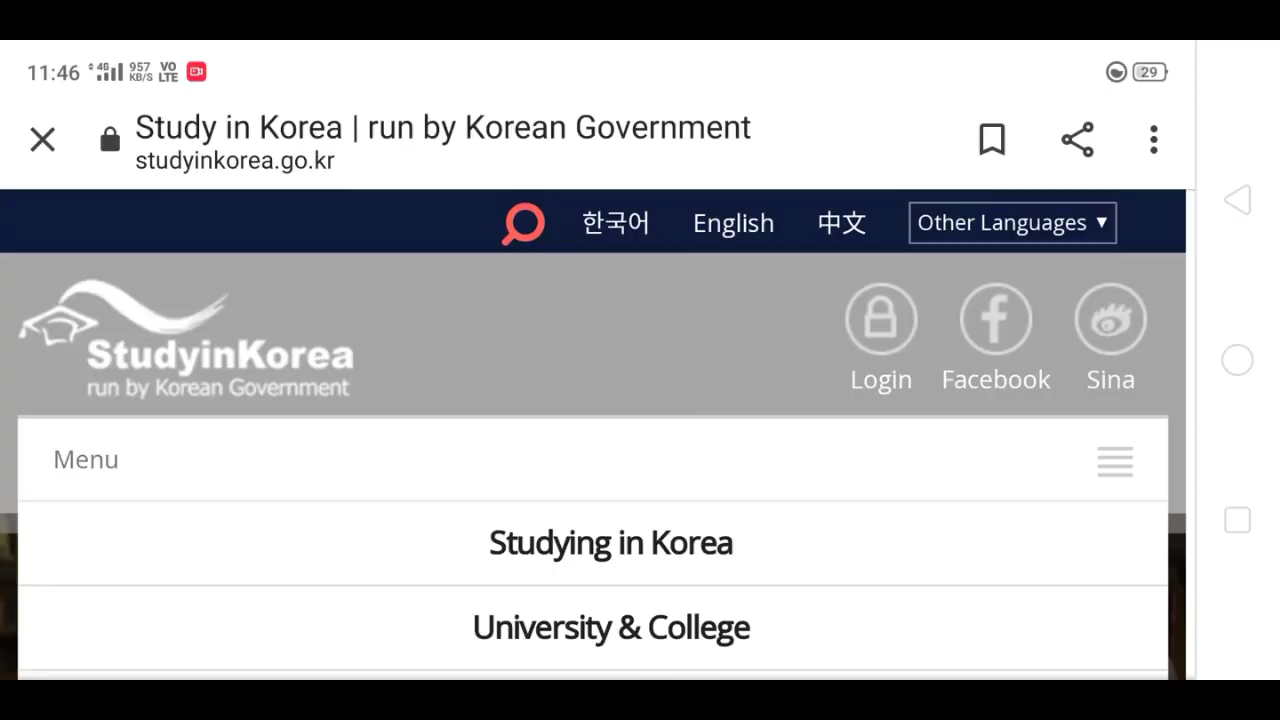 11:46 4G 957 KB/S VO LTE 29
Study in Korea | run by Korean Government
studyinkorea.go.kr
한국어 English 中文 Other Languages ▼
StudyinKorea
run by Korean Government
Login Facebook Sina
Menu
Studying in Korea
University & College